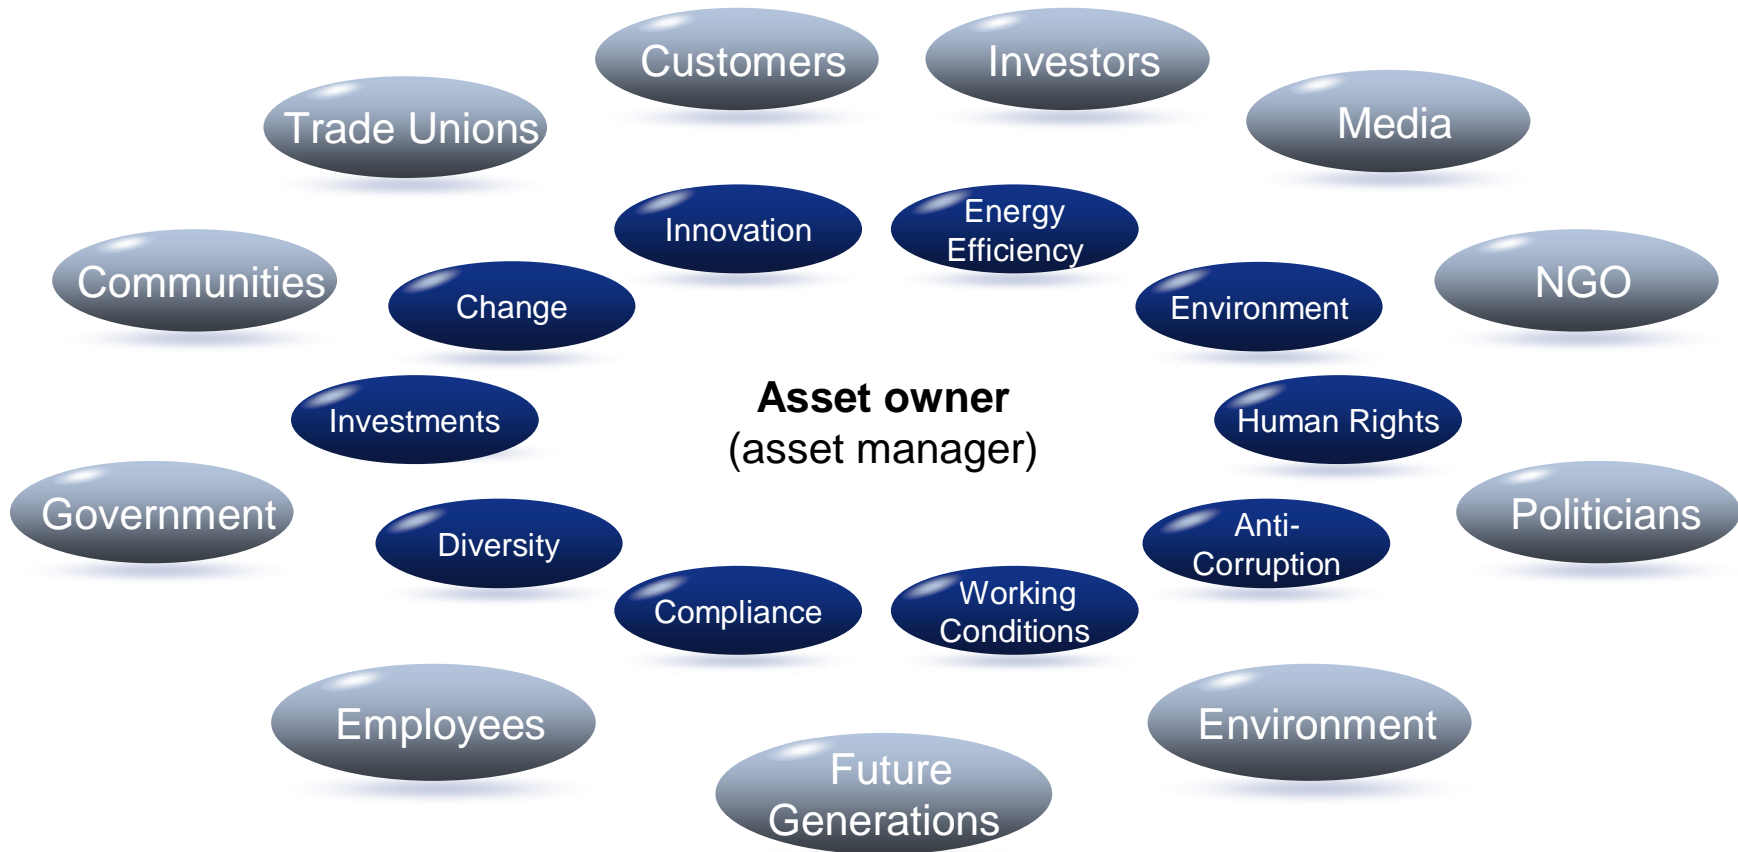 Customers
Investors
Media
Trade Unions
Innovation
Energy
Efficiency
Communities
Change
Environment
NGO
Asset owner
(asset manager)
Investments
Human Rights
Government
Diversity
Anti-
Corruption
Politicians
Compliance
Working
Conditions
Employees
Future
Generations
Environment